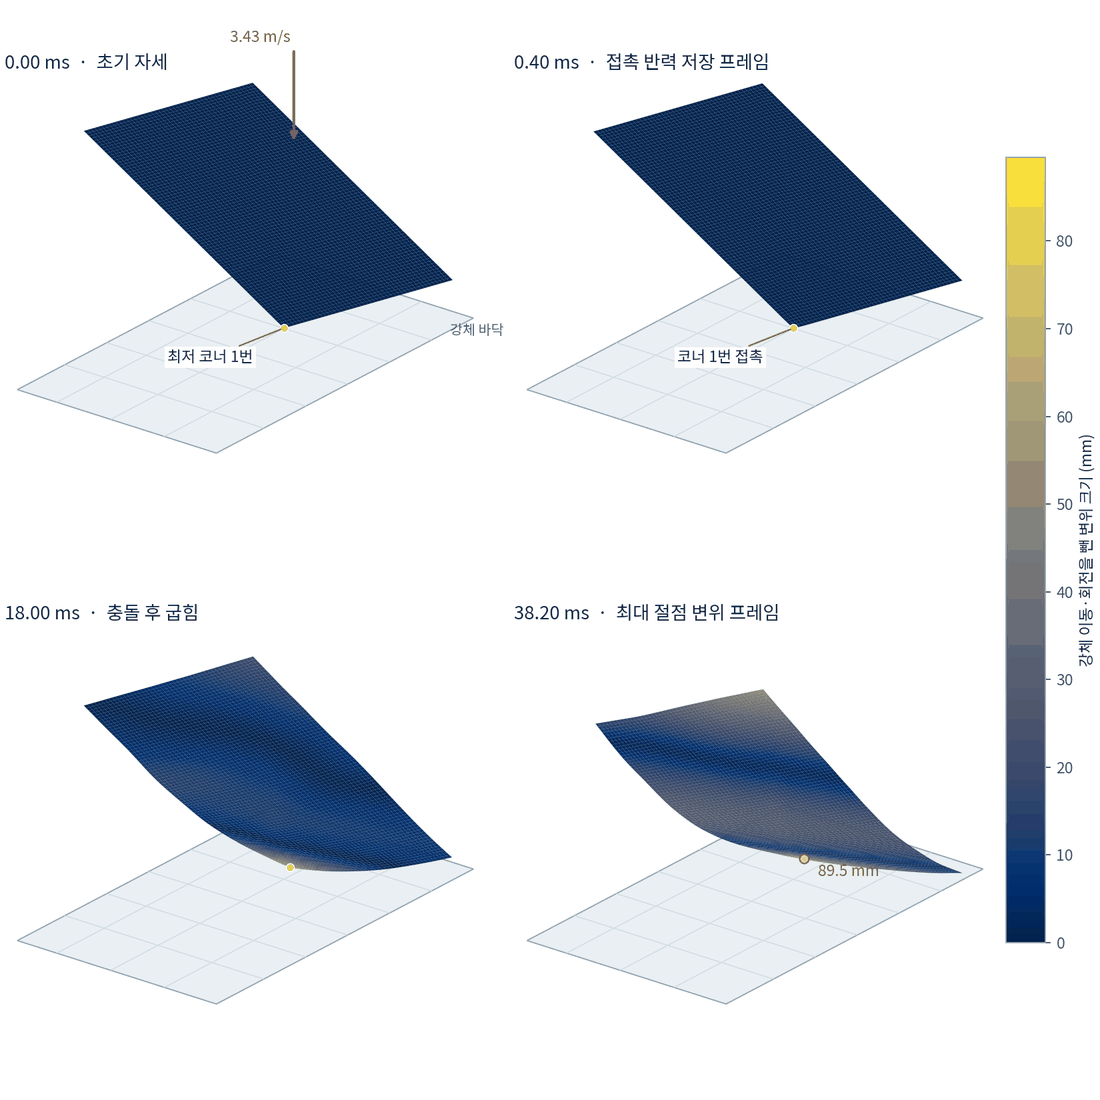 3.43 m/s
0.00 ms · 초기 자세
0.40 ms · 접촉 반력 저장 프레임
최저 코너 1번
강체 바닥
코너 1번 접촉
18.00 ms · 충돌 후 굽힘
38.20 ms · 최대 절점 변위 프레임
89.5 mm
80
70
60
50
40
30
20
10
0
강체 이동·회전을 뺀 변위 크기 (mm)